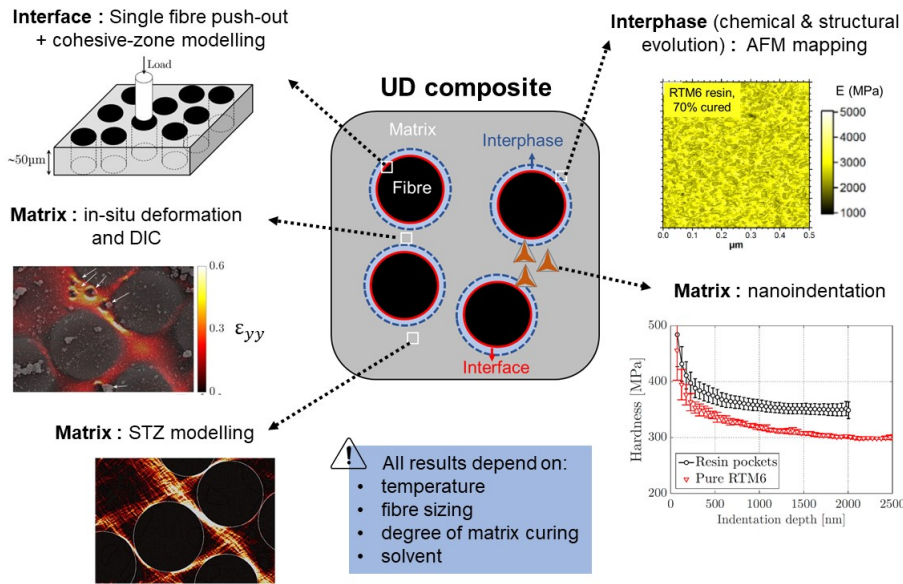 Interface : Single fibre push-out
+ cohesive-zone modelling
Load
~50µm
Interphase (chemical & structural
evolution) : AFM mapping
RTM6 resin,
70% cured
E (MPa)
5000
4000
3000
2000
1000
0.0 0.1 0.2 0.3 0.4 0.5
µm
UD composite
Matrix
Interphase
Fibre
Interface
Matrix : in-situ deformation
and DIC
0.6
0.3
0
εyy
Matrix : nanoindentation
500
400
300
200
Hardness [MPa]
Resin pockets
Pure RTM6
0 500 1000 1500 2000 2500
Indentation depth [nm]
Matrix : STZ modelling
!
All results depend on:
• temperature
• fibre sizing
• degree of matrix curing
• solvent